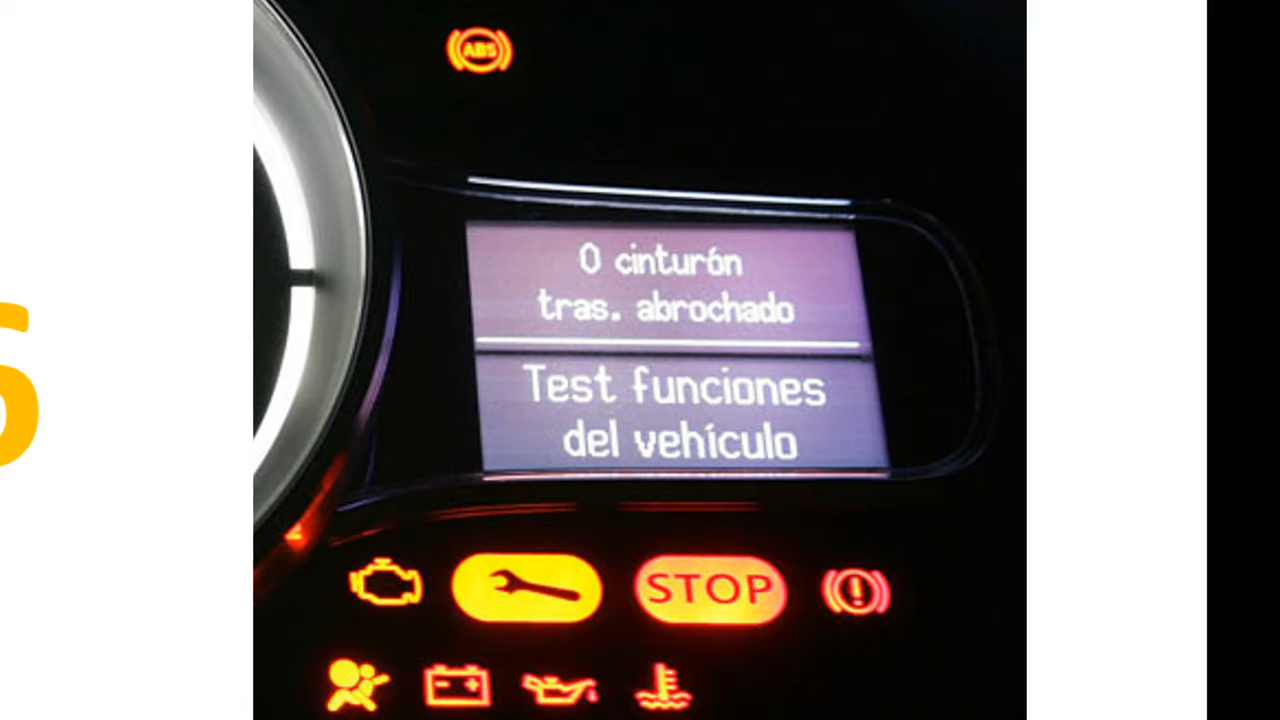 ABS
0 cinturón
tras. abrochado
Test funciones
del vehículo
STOP